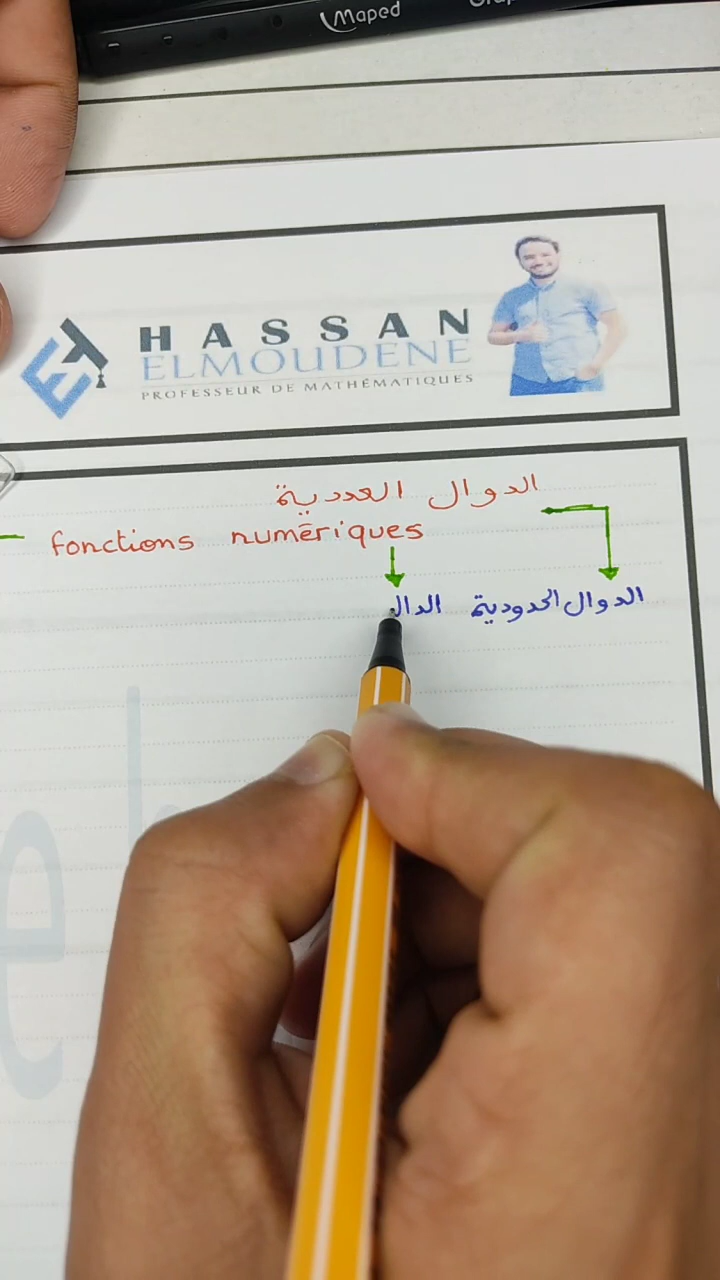 Maped
HASSAN
ELMOUDENE
PROFESSEUR DE MATHÉMATIQUES
الدوال العددية
fonctions numériques
الدوال الحدودية الدال